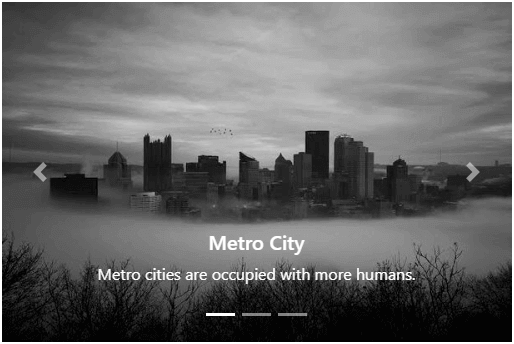 Metro City
Metro cities are occupied with more humans.